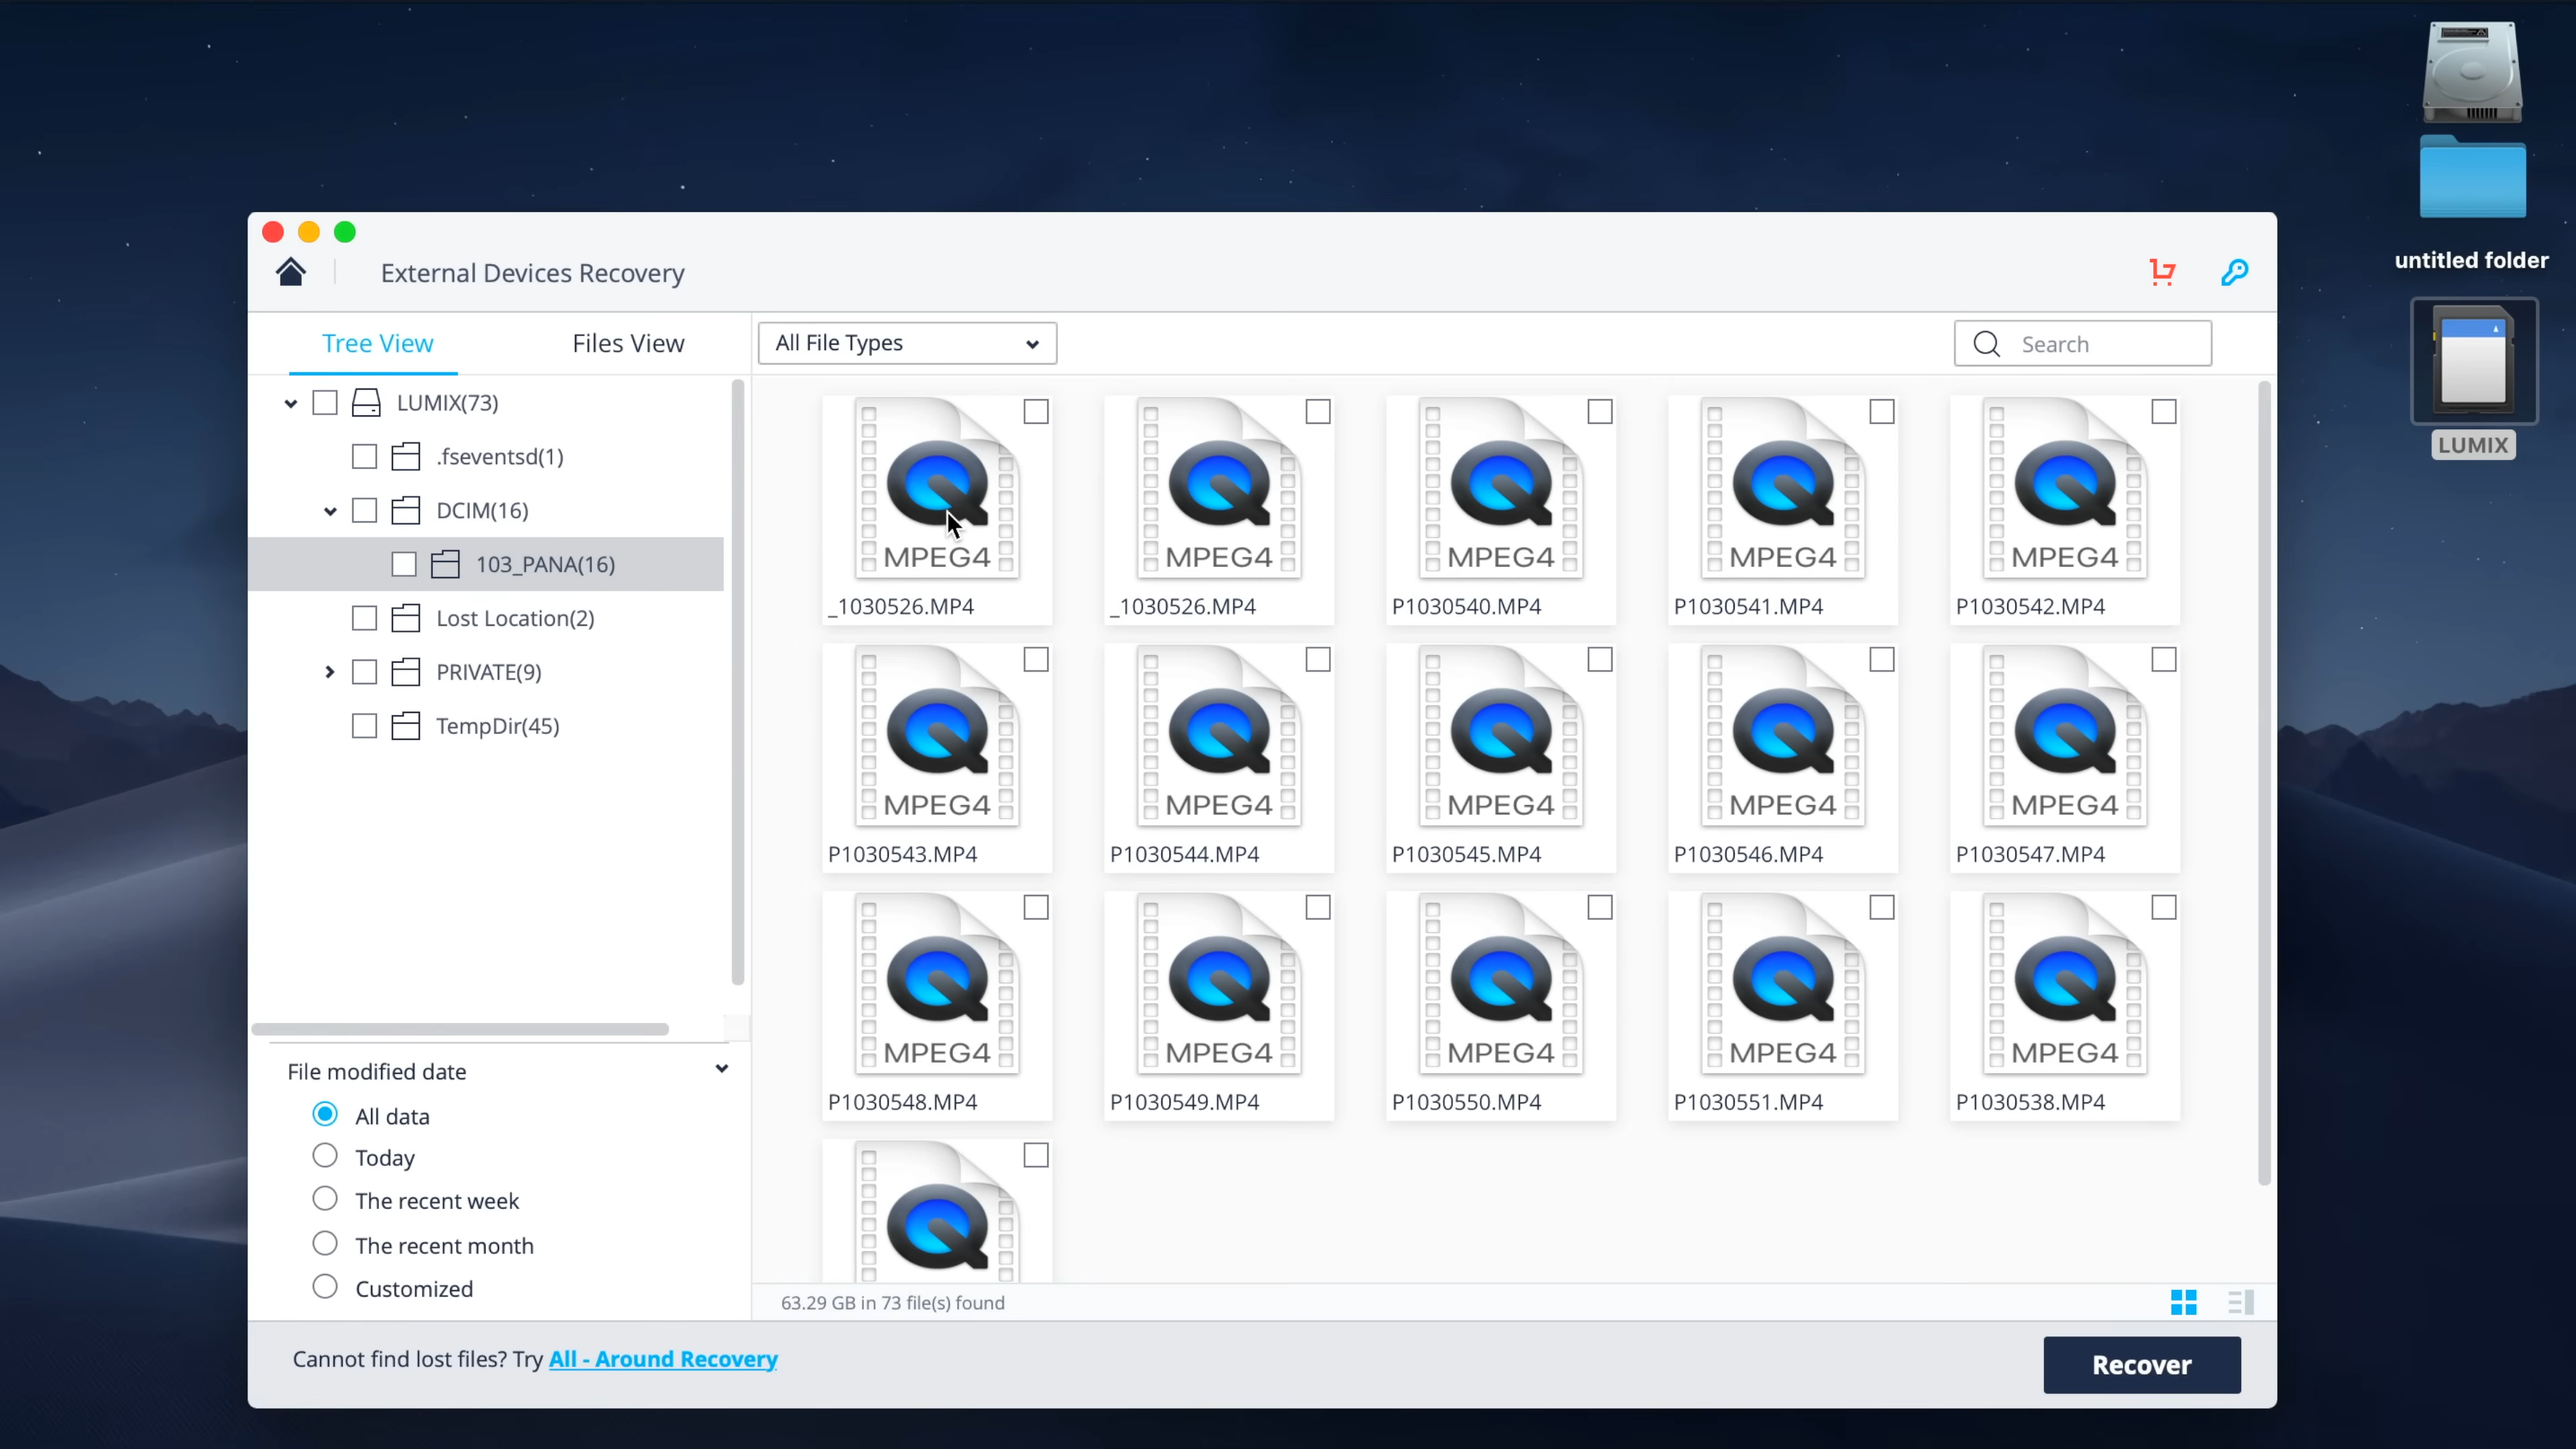 External Devices Recovery
Tree View
Files View
All File Types
Search
LUMIX(73)
.fseventsd(1)
DCIM(16)
103_PANA(16)
Lost Location(2)
PRIVATE(9)
TempDir(45)
File modified date
All data
Today
The recent week
The recent month
Customized
MPEG4 MPEG4 MPEG4 MPEG4 MPEG4
_1030526.MP4 _1030526.MP4 P1030540.MP4 P1030541.MP4 P1030542.MP4
MPEG4 MPEG4 MPEG4 MPEG4 MPEG4
P1030543.MP4 P1030544.MP4 P1030545.MP4 P1030546.MP4 P1030547.MP4
MPEG4 MPEG4 MPEG4 MPEG4 MPEG4
P1030548.MP4 P1030549.MP4 P1030550.MP4 P1030551.MP4 P1030538.MP4
63.29 GB in 73 file(s) found
Cannot find lost files? Try All - Around Recovery
Recover
untitled folder
LUMIX